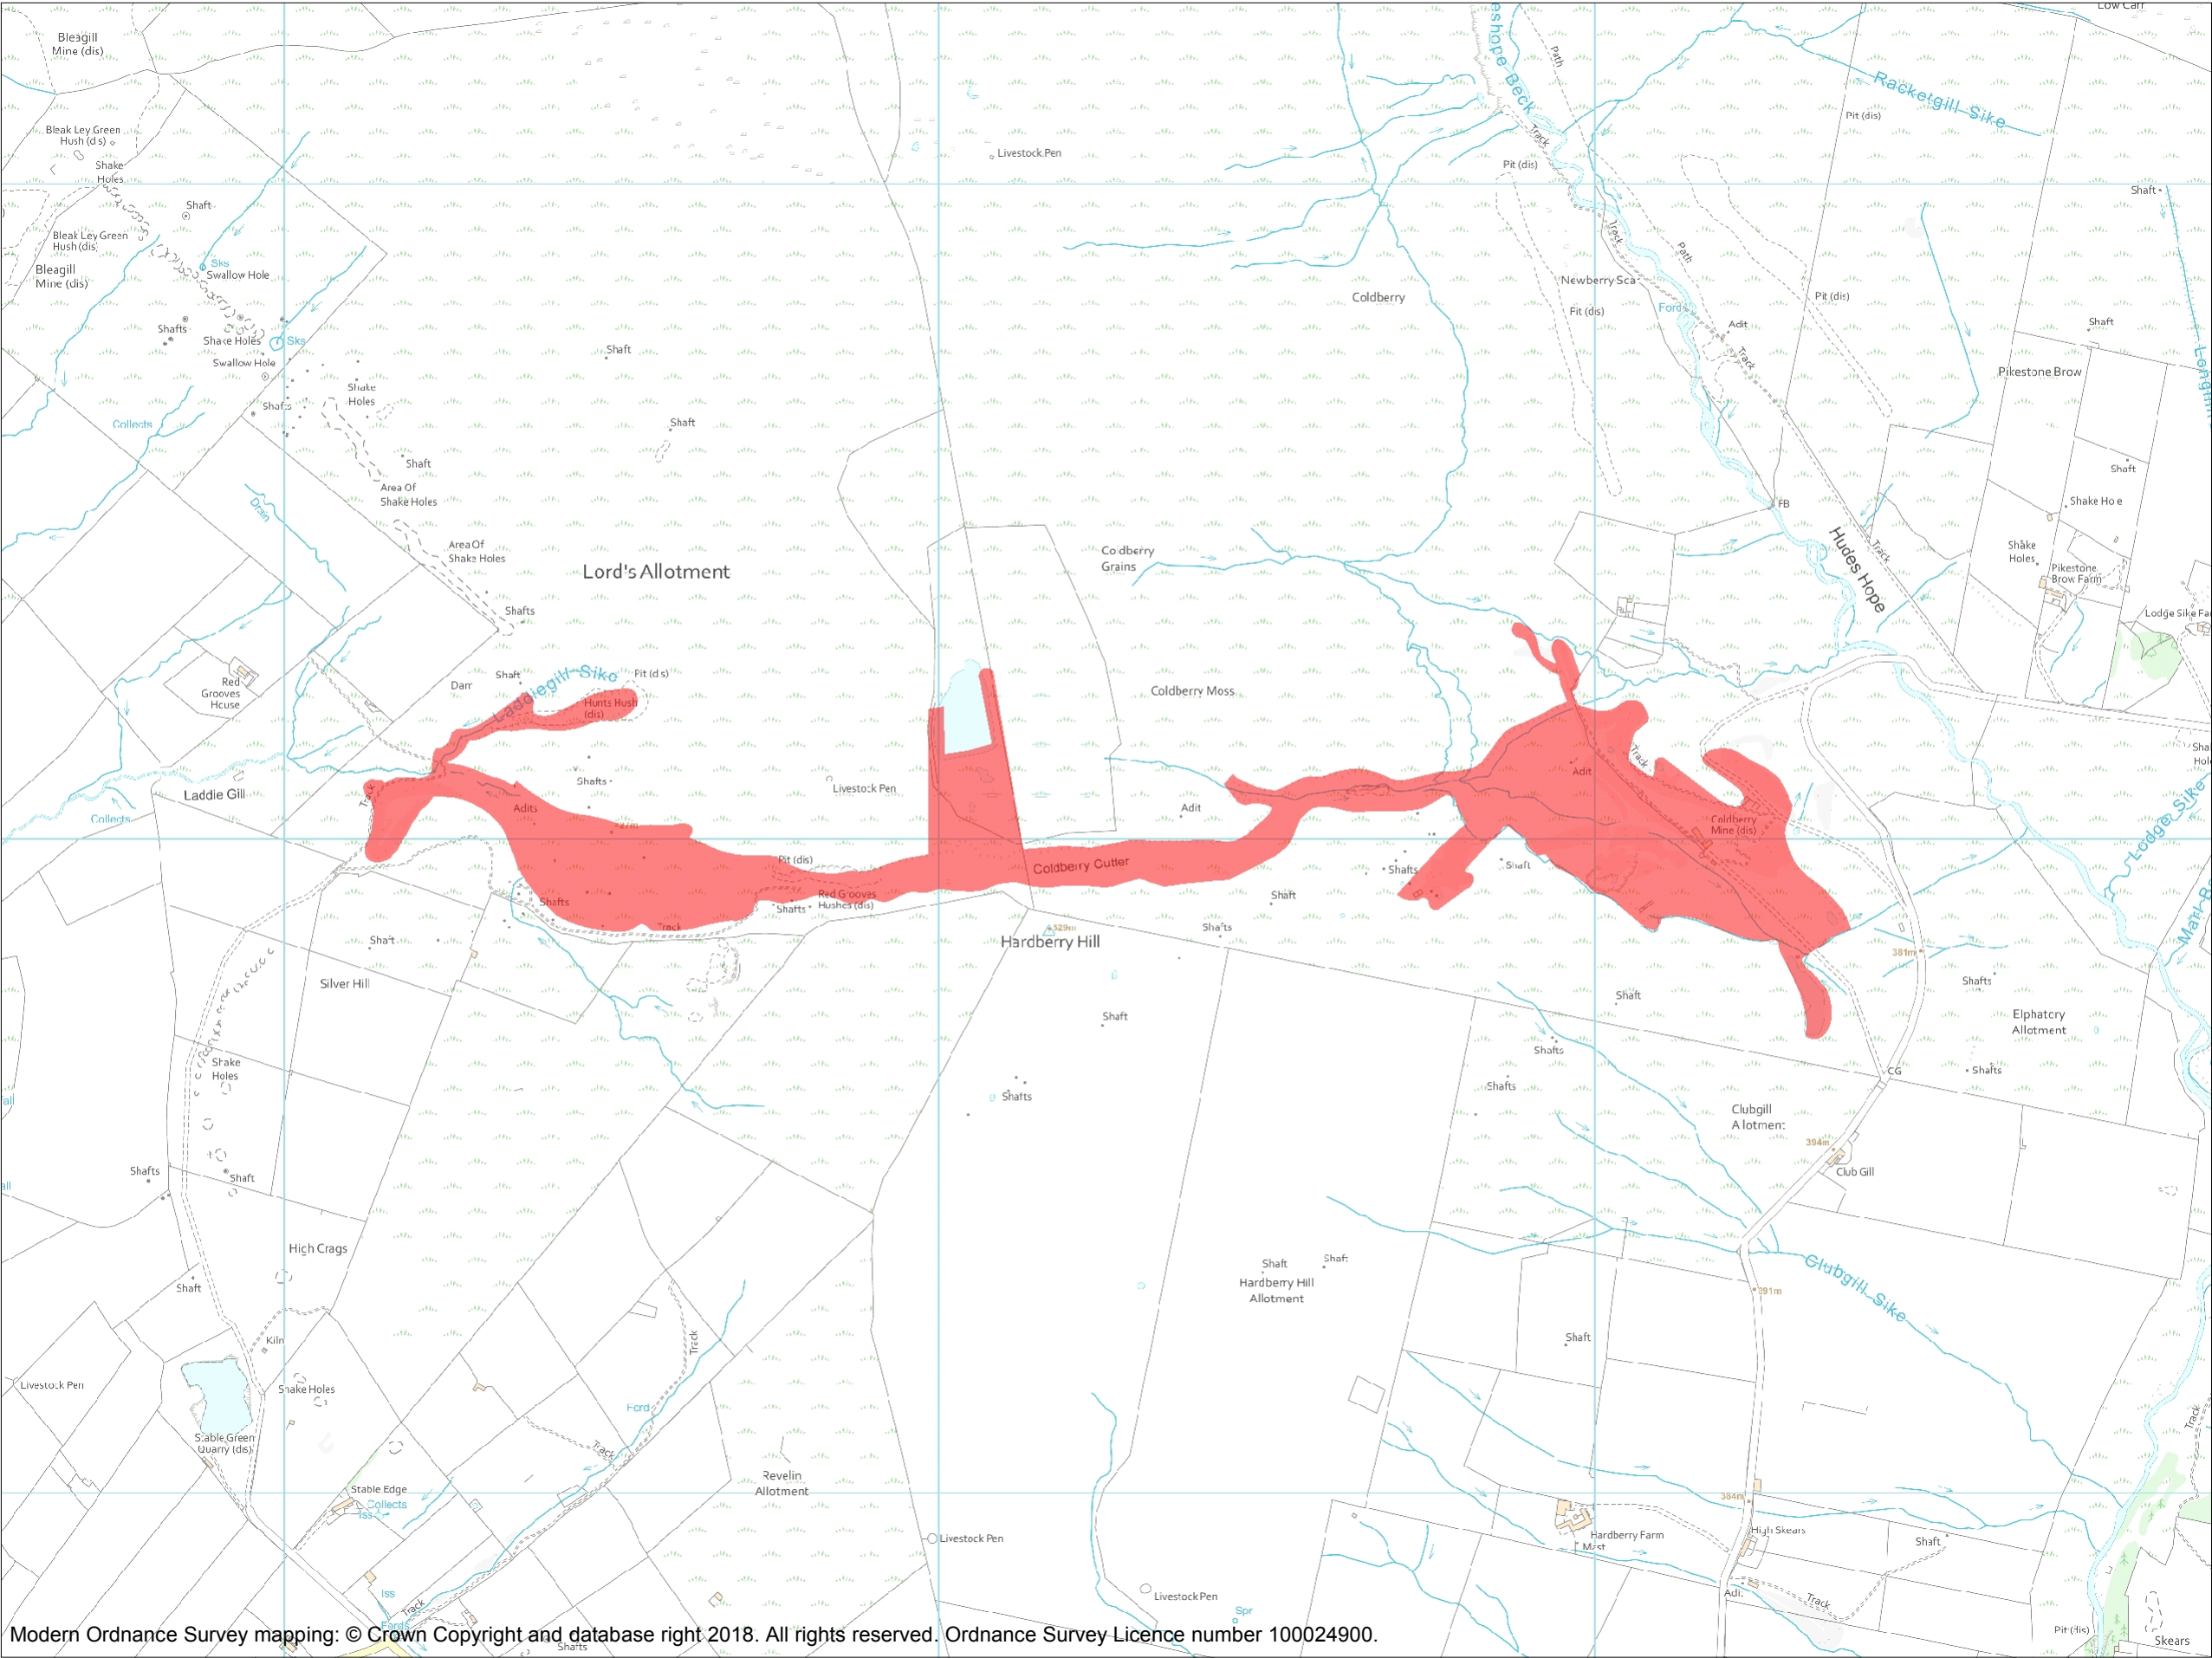 Low Carr
Bleagill
Mine (dis)
eshope Beck
Path
Racketgill Sike
Pit (dis)
Bleak Ley Green
Hush (dis)
Shake
Holes
Livestock Pen
Track
Pit (dis)
Shaft
Shaft
Bleak Ley Green
Hush (dis)
Track
Path
Bleagill
Mine (dis)
Sks
Swallow Hole
Newberry Sca
Coldberry
Pit (dis)
Ford
Pit (dis)
Shafts
Shake Holes
Sks
Swallow Hole
Shaft
Adit
Track
Shaft
Pikestone Brow
Shake
Holes
Shafts
Collects
Shaft
Shaft
Shaft
Area Of
Shake Holes
Drain
FB
Shake Hole
Hudes Hope
Track
Area Of
Shake Holes
Lord's Allotment
Coldberry
Grains
Shake
Holes
Pikestone
Brow Farm
Shafts
Lodge Sike Fa
Red
Grooves
House
Dam
Shaft
Laddiegill Sike
Pit (dis)
Hunts Hush
(dis)
Coldberry Moss
Track
Adit
Laddie Gill
Track
Shafts
Livestock Pen
Adits
Adit
Collects
Coldberry
Mine (dis)
Lodge Sike
Pit (dis)
Coldberry Cutter
Shafts
Shaft
Shafts
Shafts
Red Grooves
Hushes (dis)
Shaft
Track
529m
Shafts
Hardberry Hill
Shaft
381m
Silver Hill
Shaft
Shafts
Shaft
Elphatory
Allotment
Shafts
Shake
Holes
Shafts
Shafts
CG
Shafts
Clubgill
Allotment
394m
Club Gill
Shafts
Shaft
High Crags
Shaft
Shaft
Shaft
Hardberry Hill
Allotment
391m
Clubgill Sike
Kiln
Track
Shaft
Livestock Pen
Shake Holes
Ford
Track
Stable Green
Quarry (dis)
Track
Revelin
Allotment
Stable Edge
Collects
Iss
384m
Livestock Pen
Hardberry Farm
Mast
High Skears
Shaft
Iss
Track
Fords
Livestock Pen
Spr
Track
Pit (dis)
Skears
Shafts
Modern Ordnance Survey mapping: © Crown Copyright and database right 2018. All rights reserved. Ordnance Survey Licence number 100024900.